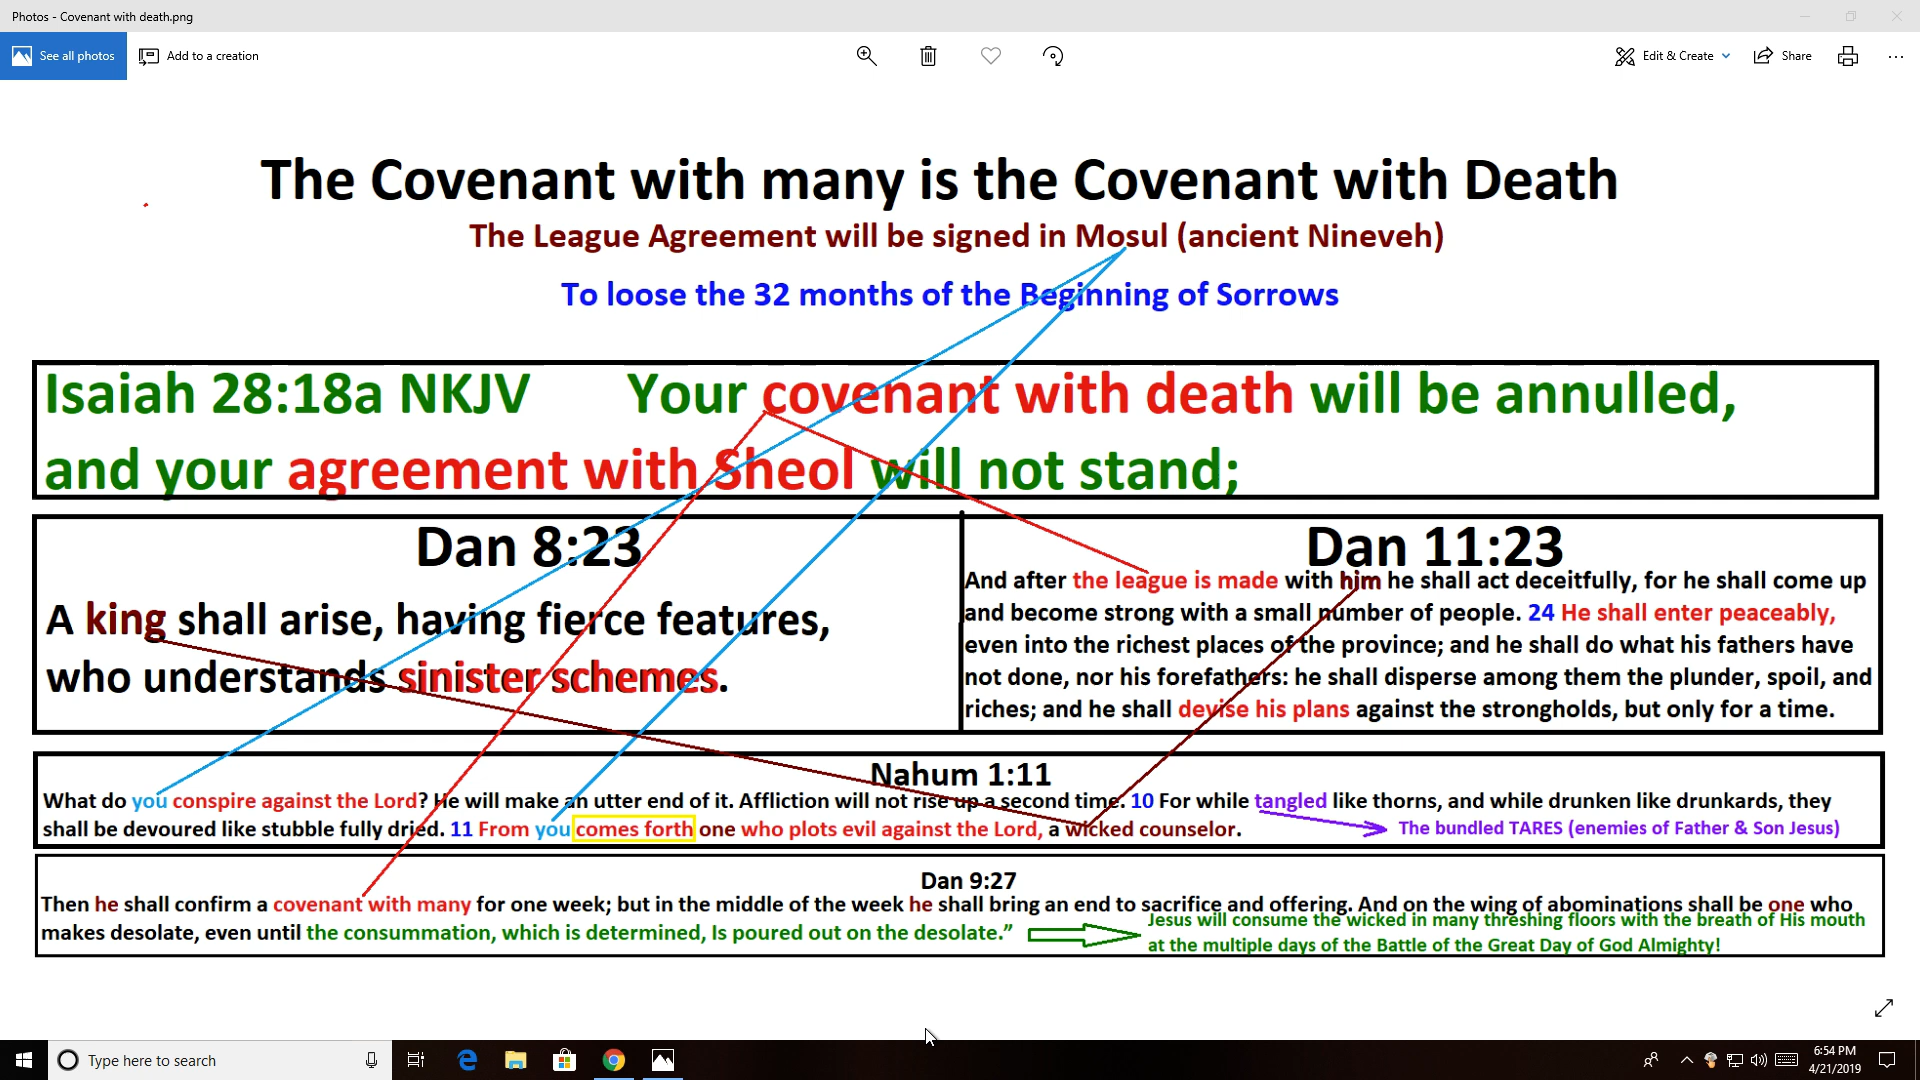 Photos - Covenant with death.png
See all photos
Add to a creation
Edit & Create
Share
The Covenant with many is the Covenant with Death
The League Agreement will be signed in Mosul (ancient Nineveh)
To loose the 32 months of the Beginning of Sorrows
Isaiah 28:18a NKJV Your covenant with death will be annulled,
and your agreement with Sheol will not stand;
Dan 8:23
A king shall arise, having fierce features,
who understands sinister schemes.
Dan 11:23
And after the league is made with him he shall act deceitfully, for he shall come up
and become strong with a small number of people. 24 He shall enter peaceably,
even into the richest places of the province; and he shall do what his fathers have
not done, nor his forefathers: he shall disperse among them the plunder, spoil, and
riches; and he shall devise his plans against the strongholds, but only for a time.
Nahum 1:11
What do you conspire against the Lord? He will make an utter end of it. Affliction will not rise up a second time. 10 For while tangled like thorns, and while drunken like drunkards, they
shall be devoured like stubble fully dried. 11 From you comes forth one who plots evil against the Lord, a wicked counselor.
The bundled TARES (enemies of Father & Son Jesus)
Dan 9:27
Then he shall confirm a covenant with many for one week; but in the middle of the week he shall bring an end to sacrifice and offering. And on the wing of abominations shall be one who
makes desolate, even until the consummation, which is determined, Is poured out on the desolate.”
Jesus will consume the wicked in many threshing floors with the breath of His mouth
at the multiple days of the Battle of the Great Day of God Almighty!
Type here to search
6:54 PM
4/21/2019